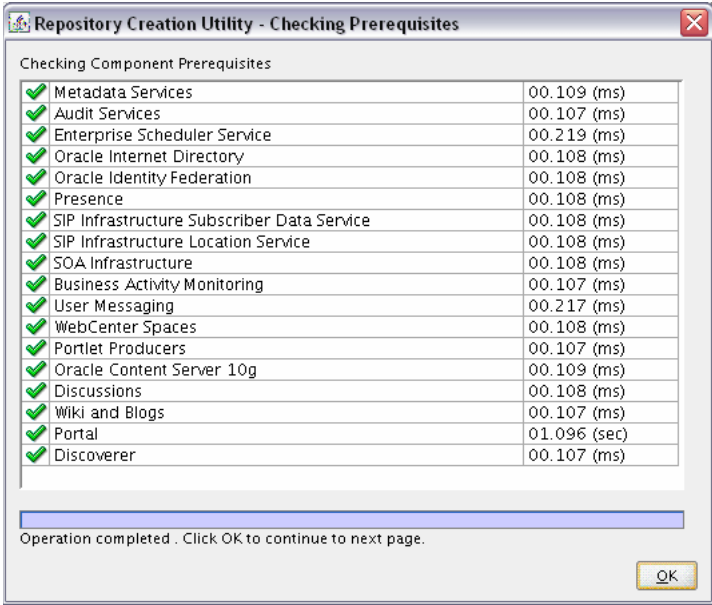 Repository Creation Utility - Checking Prerequisites
Checking Component Prerequisites
Metadata Services 00.109 (ms)
Audit Services 00.107 (ms)
Enterprise Scheduler Service 00.219 (ms)
Oracle Internet Directory 00.108 (ms)
Oracle Identity Federation 00.108 (ms)
Presence 00.108 (ms)
SIP Infrastructure Subscriber Data Service 00.108 (ms)
SIP Infrastructure Location Service 00.108 (ms)
SOA Infrastructure 00.108 (ms)
Business Activity Monitoring 00.107 (ms)
User Messaging 00.217 (ms)
WebCenter Spaces 00.108 (ms)
Portlet Producers 00.107 (ms)
Oracle Content Server 10g 00.109 (ms)
Discussions 00.108 (ms)
Wiki and Blogs 00.107 (ms)
Portal 01.096 (sec)
Discoverer 00.107 (ms)
Operation completed . Click OK to continue to next page.
OK